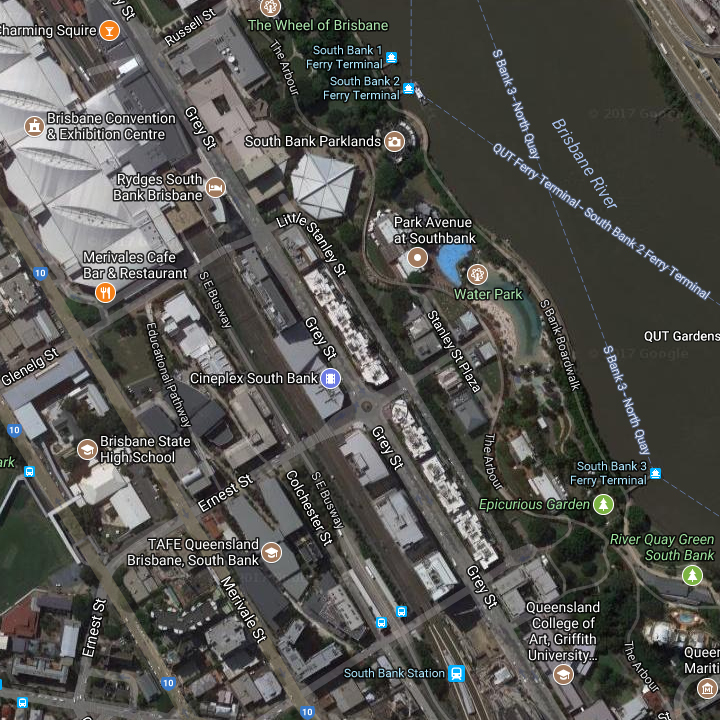 y St
Charming Squire
Russell St
The Wheel of Brisbane
The Arbour
South Bank 1
Ferry Terminal
South Bank 2
Ferry Terminal
S Bank 3 - North Quay
© 2017 Google
Brisbane River
Brisbane Convention
& Exhibition Centre
Grey St
South Bank Parklands
QUT Ferry Terminal - South Bank 2 Ferry Terminal
Rydges South
Bank Brisbane
Little Stanley St
Park Avenue
at Southbank
Merivales Cafe
Bar & Restaurant
10
S E Busway
Water Park
S Bank Boardwalk
Grey St
Stanley St Plaza
QUT Gardens
© 2017 Google
Educational Pathway
Glenelg St
Cineplex South Bank
S Bank 3 - North Quay
10
Brisbane State
High School
Grey St
The Arbour
ark
South Bank 3
Ferry Terminal
Ernest St
Colchester St
S E Busway
Epicurious Garden
TAFE Queensland
Brisbane, South Bank
River Quay Green
South Bank
Merivale St
Grey St
Ernest St
Queensland
College of
Art, Griffith
University...
The Arbour
South Bank Station
Queen
Mariti
10
10
St